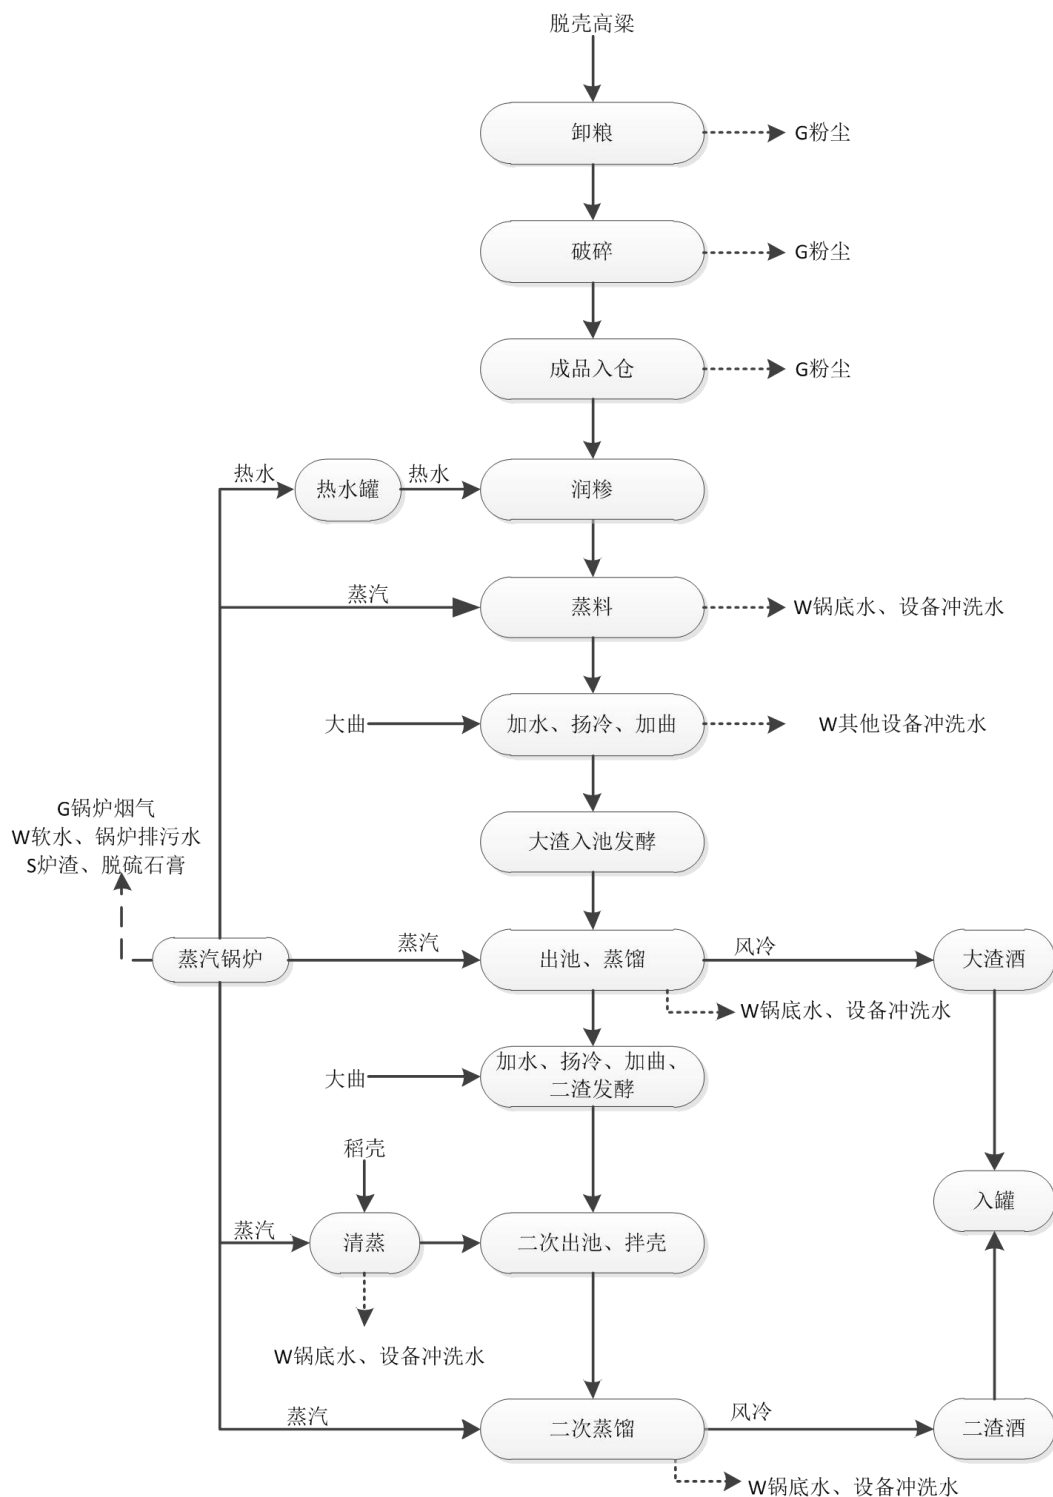 脱壳高粱
卸粮
G粉尘
破碎
G粉尘
成品入仓
G粉尘
热水
热水罐
热水
润糁
蒸汽
蒸料
W锅底水、设备冲洗水
大曲
加水、扬冷、加曲
W其他设备冲洗水
G锅炉烟气
W软水、锅炉排污水
S炉渣、脱硫石膏
大渣入池发酵
蒸汽锅炉
蒸汽
出池、蒸馏
风冷
大渣酒
W锅底水、设备冲洗水
大曲
加水、扬冷、加曲、
二渣发酵
稻壳
入罐
蒸汽
清蒸
二次出池、拌壳
W锅底水、设备冲洗水
蒸汽
二次蒸馏
风冷
二渣酒
W锅底水、设备冲洗水